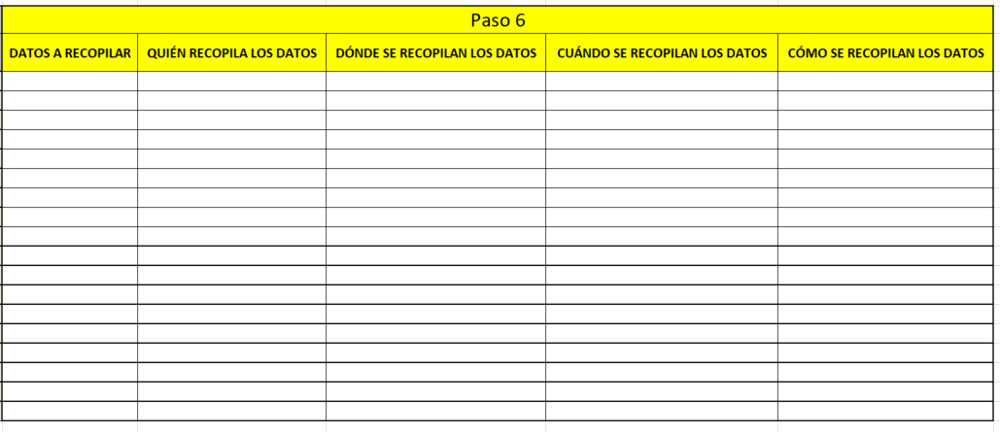 Paso 6
DATOS A RECOPILAR QUIÉN RECOPILA LOS DATOS DÓNDE SE RECOPILAN LOS DATOS CUÁNDO SE RECOPILAN LOS DATOS CÓMO SE RECOPILAN LOS DATOS